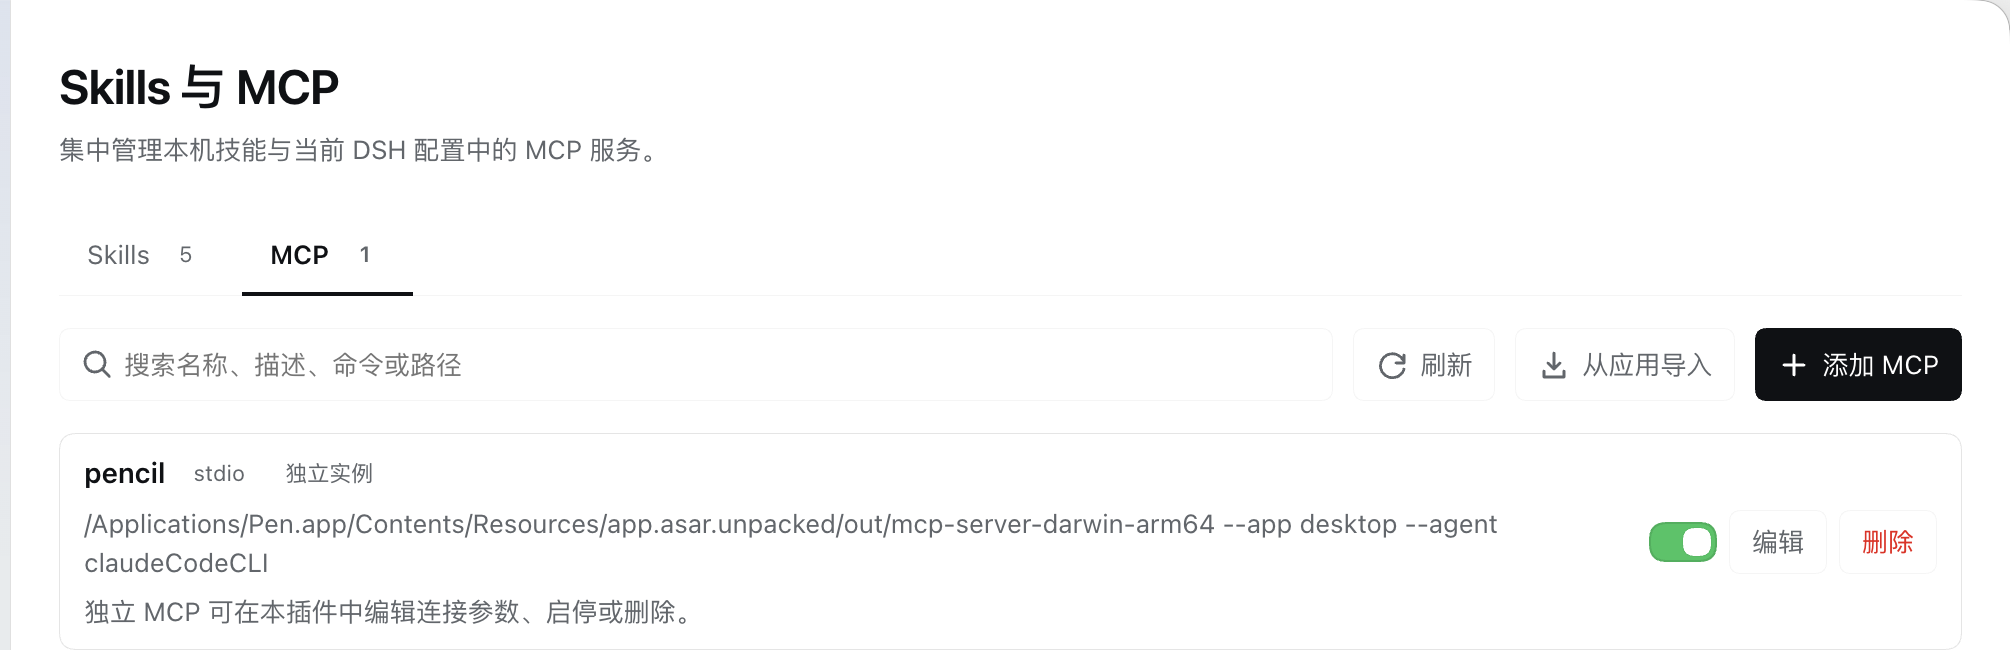 Skills 与 MCP
集中管理本机技能与当前 DSH 配置中的 MCP 服务。
Skills 5 MCP 1
搜索名称、描述、命令或路径 刷新 从应用导入 添加 MCP
pencil stdio 独立实例
/Applications/Pen.app/Contents/Resources/app.asar.unpacked/out/mcp-server-darwin-arm64 --app desktop --agent
claudeCodeCLI
编辑 删除
独立 MCP 可在本插件中编辑连接参数、启停或删除。